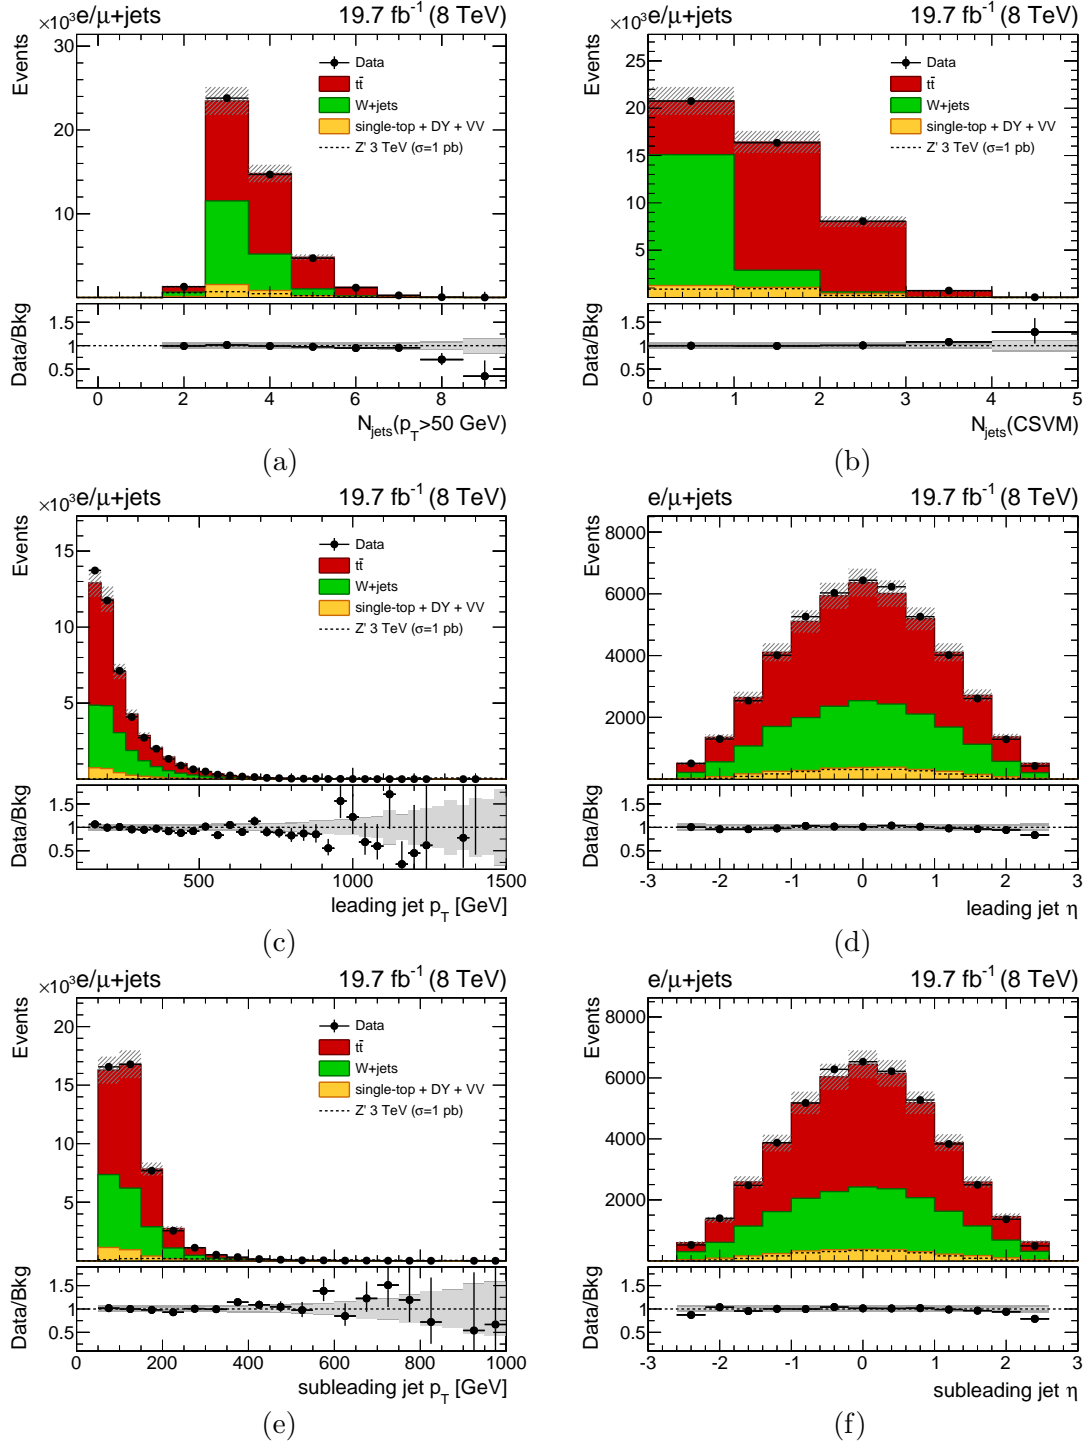 ×10³ e/μ+jets 19.7 fb⁻¹ (8 TeV)
Events
30
20
10
Data
tt̄
W+jets
single-top + DY + VV
Z' 3 TeV (σ=1 pb)
Data/Bkg
1.5
1
0.5
0 2 4 6 8
N_jets(p_T>50 GeV)
(a)
×10³ e/μ+jets 19.7 fb⁻¹ (8 TeV)
Events
25
20
15
10
5
Data
tt̄
W+jets
single-top + DY + VV
Z' 3 TeV (σ=1 pb)
Data/Bkg
1.5
1
0.5
0 1 2 3 4 5
N_jets(CSVM)
(b)
×10³ e/μ+jets 19.7 fb⁻¹ (8 TeV)
Events
15
10
5
Data
tt̄
W+jets
single-top + DY + VV
Z' 3 TeV (σ=1 pb)
Data/Bkg
1.5
1
0.5
500 1000 1500
leading jet p_T [GeV]
(c)
e/μ+jets 19.7 fb⁻¹ (8 TeV)
Events
8000
6000
4000
2000
Data
tt̄
W+jets
single-top + DY + VV
Z' 3 TeV (σ=1 pb)
Data/Bkg
1.5
1
0.5
-3 -2 -1 0 1 2 3
leading jet η
(d)
×10³ e/μ+jets 19.7 fb⁻¹ (8 TeV)
Events
20
15
10
5
Data
tt̄
W+jets
single-top + DY + VV
Z' 3 TeV (σ=1 pb)
Data/Bkg
1.5
1
0.5
0 200 400 600 800 1000
subleading jet p_T [GeV]
(e)
e/μ+jets 19.7 fb⁻¹ (8 TeV)
Events
8000
6000
4000
2000
Data/Bkg
1.5
1
0.5
-3 -2 -1 0 1 2 3
subleading jet η
(f)